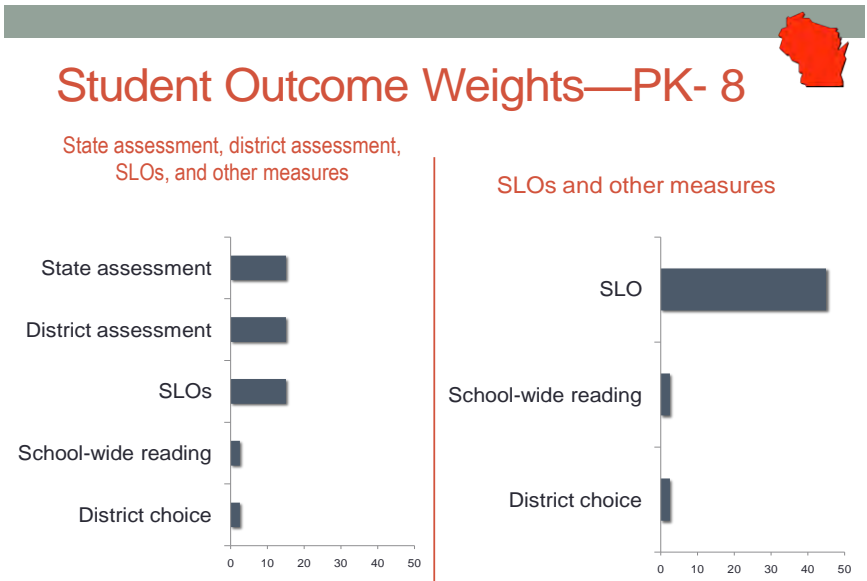 Student Outcome Weights—PK- 8
State assessment, district assessment,
SLOs, and other measures
State assessment
District assessment
SLOs
School-wide reading
District choice
0 10 20 30 40 50
SLOs and other measures
SLO
School-wide reading
District choice
0 10 20 30 40 50